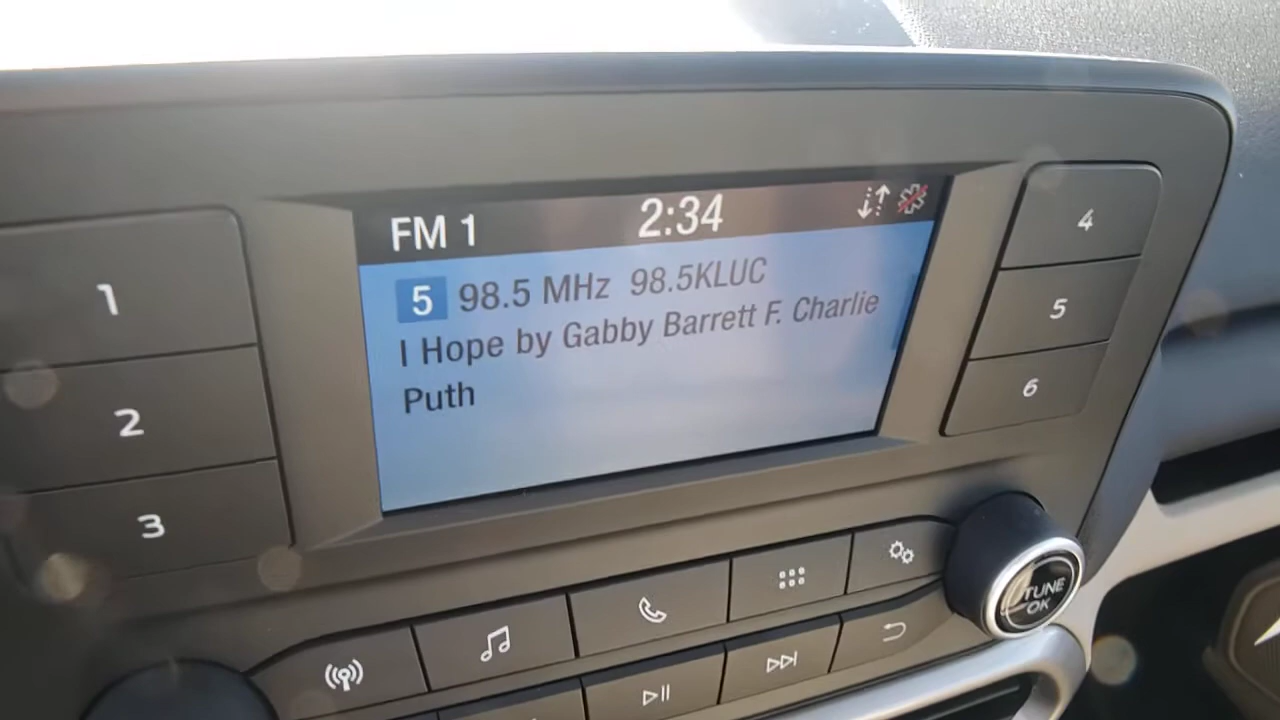 FM 1
2:34
5 98.5 MHz 98.5KLUC
I Hope by Gabby Barrett F. Charlie
Puth
1
2
3
4
5
6
TUNE
OK